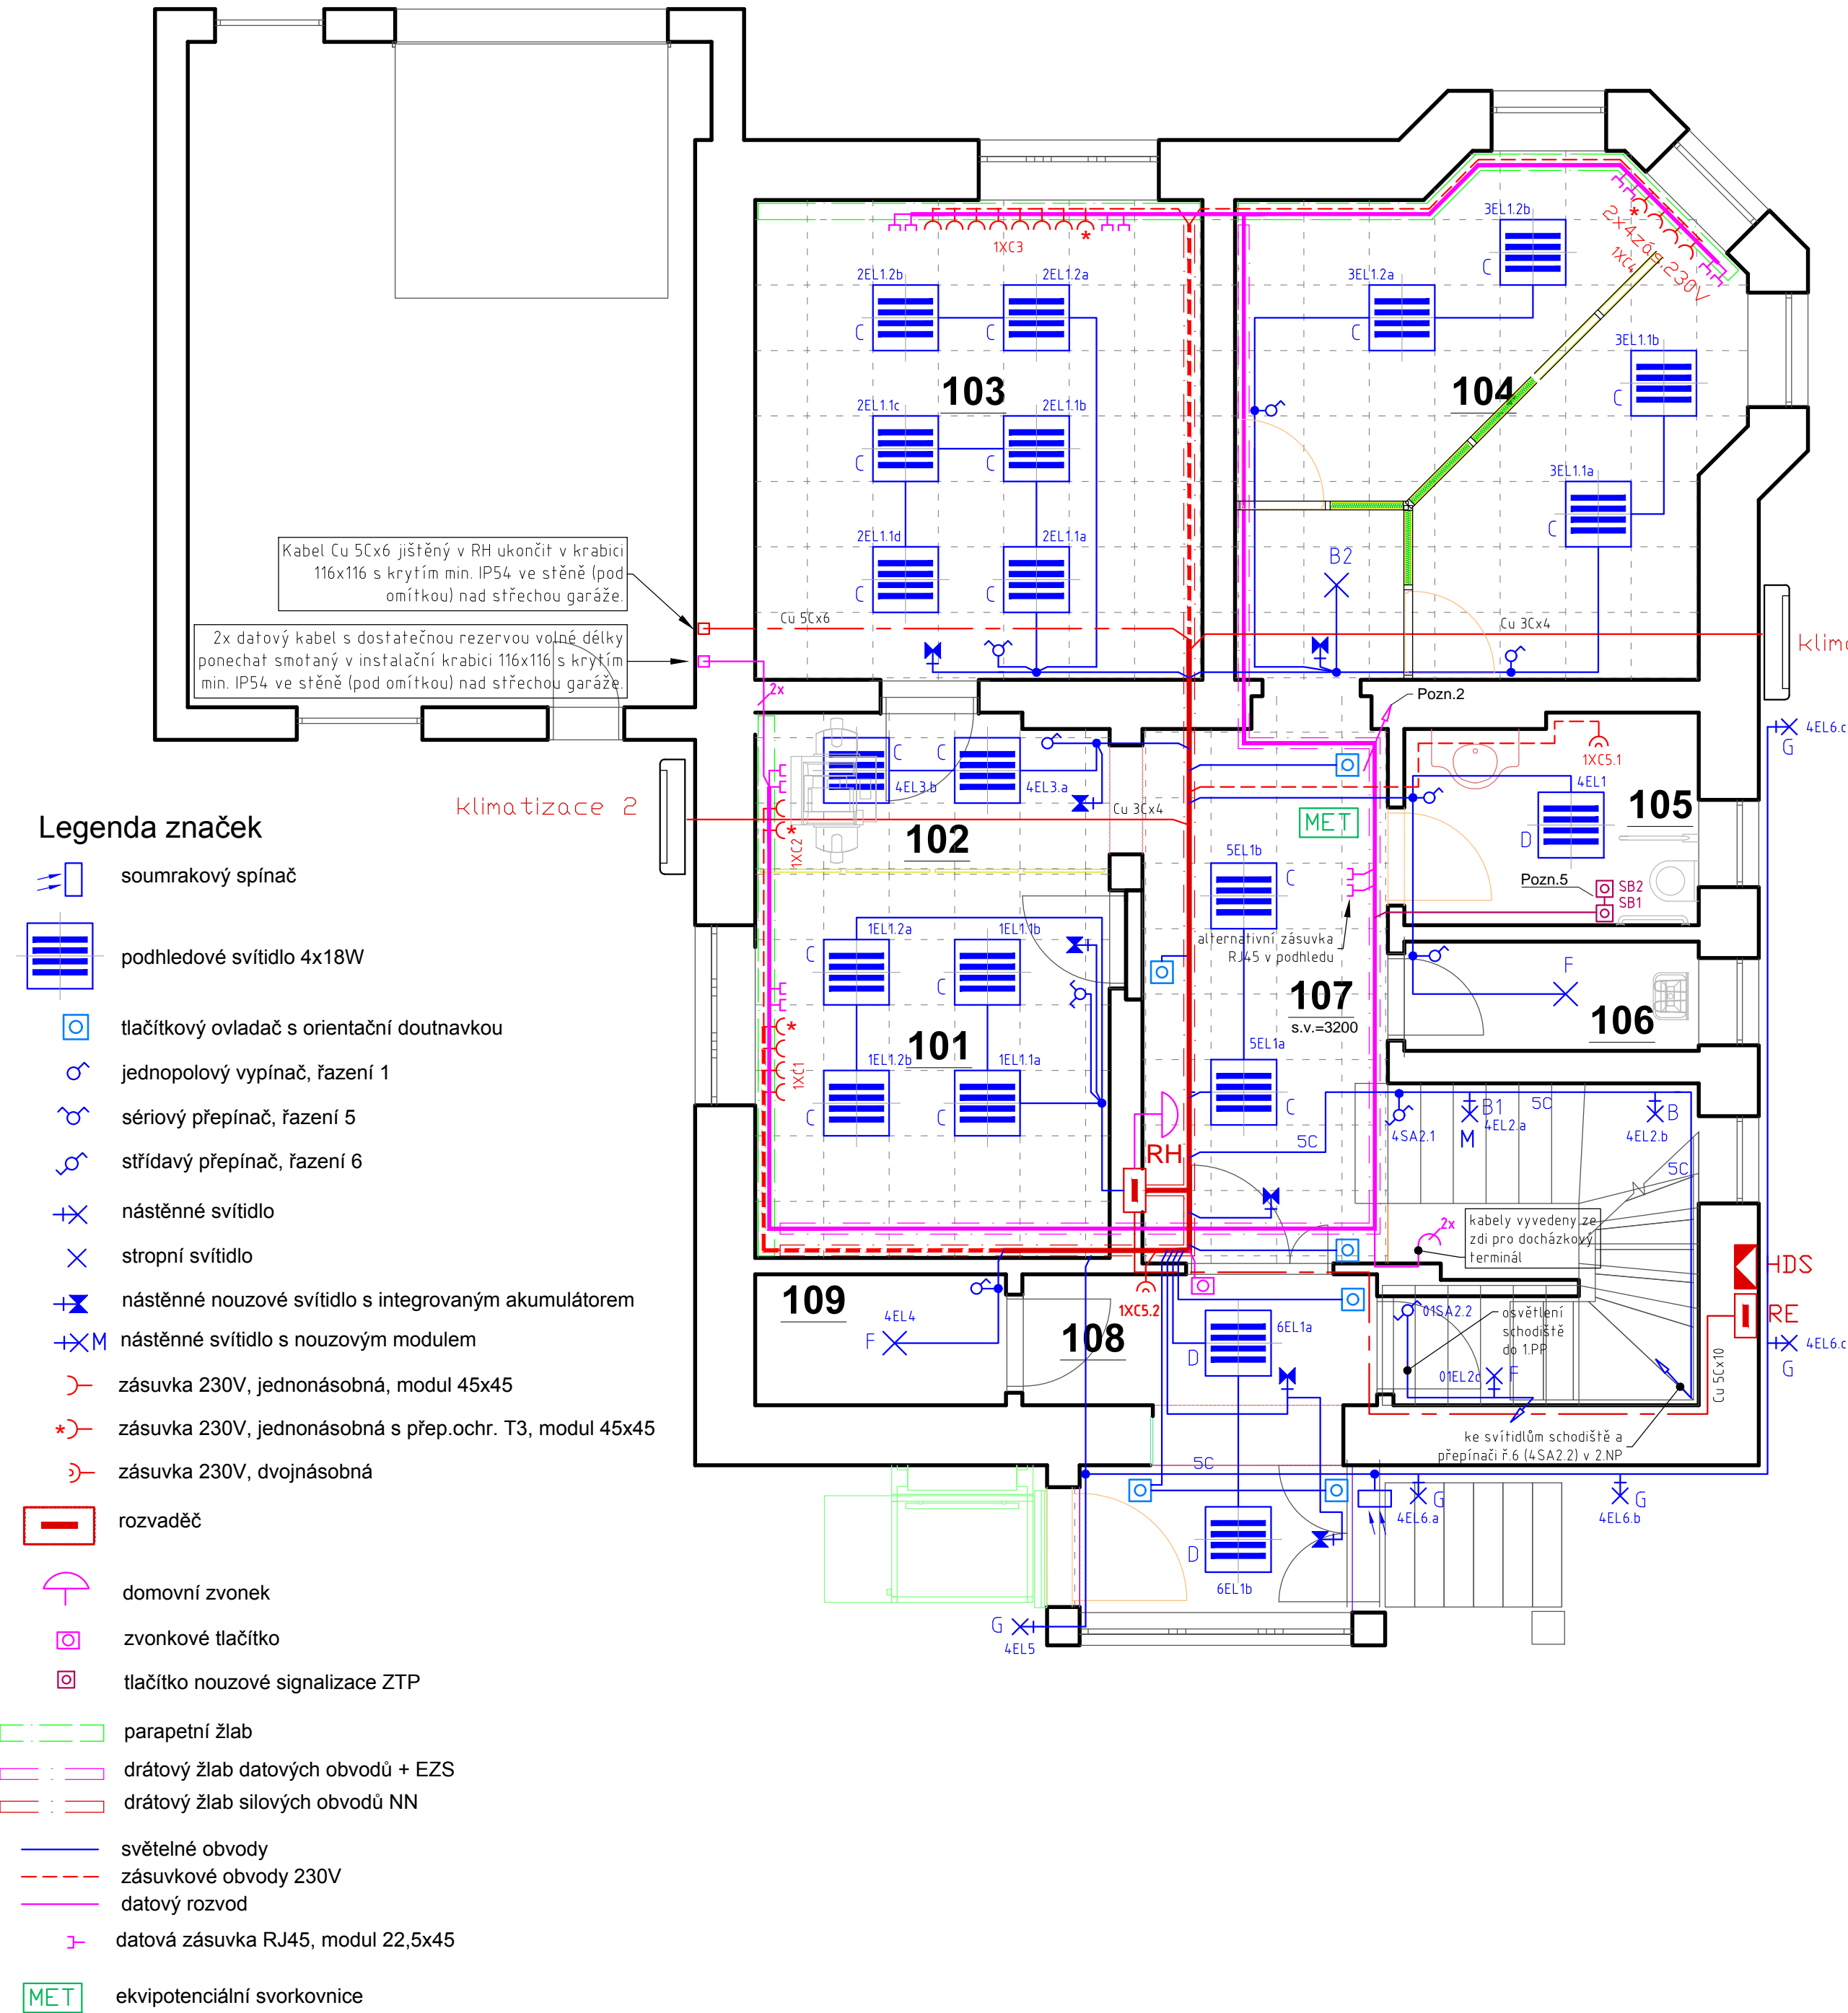 3EL1.2b
2x4zás.230V
1XC4
1XC3
2EL1.2b
2EL1.2a
3EL1.2a
C
C
C
C
3EL1.1b
C
103
104
2EL1.1c
2EL1.1b
C
C
3EL1.1a
C
2EL1.1d
2EL1.1a
C
C
B2
Kabel Cu 5Cx6 jištěný v RH ukončit v krabici
116x116 s krytím min. IP54 ve stěně (pod
omítkou) nad střechou garáže.
Cu 5Cx6
Cu 3Cx4
2x datový kabel s dostatečnou rezervou volné délky
ponechat smotaný v instalační krabici 116x116 s krytím
min. IP54 ve stěně (pod omítkou) nad střechou garáže.
klima
2x
Pozn.2
4EL6.c
G
C
C
4EL3.b
4EL3.a
1XC5.1
4EL1
105
klimatizace 2
Cu 3Cx4
MET
D
1XC2
102
5EL1b
C
Pozn.5
SB2
SB1
1EL1.2a
1EL1.1b
C
C
alternativní zásuvka
RJ45 v podhledu
F
107
s.v.=3200
106
101
1EL1.2b
1EL1.1a
1XC1
C
C
5EL1a
C
RH
5C
4SA2.1
B1
4EL2.a
M
5C
B
4EL2.b
5C
2x
kabely vyvedeny ze
zdi pro docházkový
terminál
HDS
RE
109
4EL4
F
108
1XC5.2
6EL1a
D
01SA2.2
osvětlení
schodiště
do 1.PP
01EL2c
F
Cu 5Cx10
4EL6.c
G
ke svítidlům schodiště a
přepínači ř.6 (4SA2.2) v 2.NP
5C
G
4EL6.a
G
4EL6.b
D
6EL1b
G
4EL5
Legenda značek
soumrakový spínač
podhledové svítidlo 4x18W
tlačítkový ovladač s orientační doutnavkou
jednopolový vypínač, řazení 1
sériový přepínač, řazení 5
střídavý přepínač, řazení 6
nástěnné svítidlo
stropní svítidlo
nástěnné nouzové svítidlo s integrovaným akumulátorem
M nástěnné svítidlo s nouzovým modulem
zásuvka 230V, jednonásobná, modul 45x45
* zásuvka 230V, jednonásobná s přep.ochr. T3, modul 45x45
zásuvka 230V, dvojnásobná
rozvaděč
domovní zvonek
zvonkové tlačítko
tlačítko nouzové signalizace ZTP
parapetní žlab
drátový žlab datových obvodů + EZS
drátový žlab silových obvodů NN
světelné obvody
zásuvkové obvody 230V
datový rozvod
datová zásuvka RJ45, modul 22,5x45
MET ekvipotenciální svorkovnice